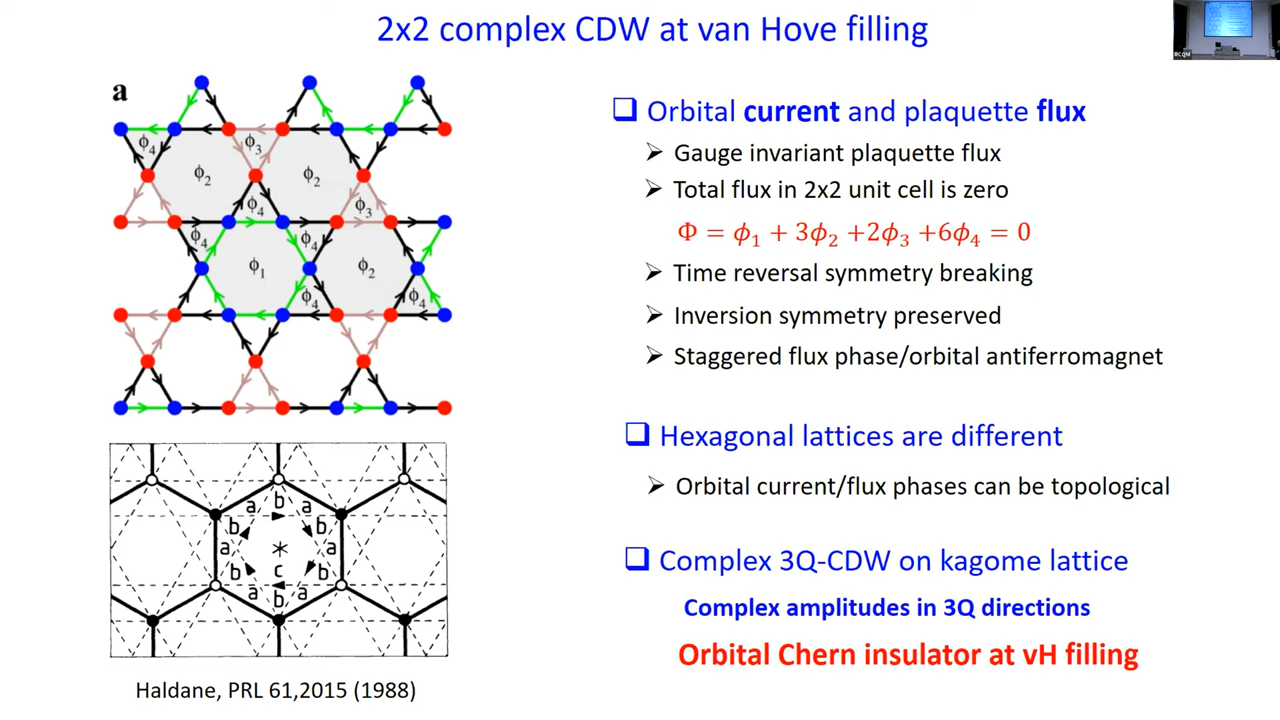 2x2 complex CDW at van Hove filling
RCQM
a
ϕ4
ϕ2
ϕ3
ϕ2
ϕ4
ϕ3
ϕ4
ϕ1
ϕ4
ϕ2
ϕ4
ϕ4
a b a
b b
a a
b c b
a b a
Haldane, PRL 61,2015 (1988)
Orbital current and plaquette flux
Gauge invariant plaquette flux
Total flux in 2x2 unit cell is zero
Φ = ϕ1 + 3ϕ2 +2ϕ3 +6ϕ4 = 0
Time reversal symmetry breaking
Inversion symmetry preserved
Staggered flux phase/orbital antiferromagnet
Hexagonal lattices are different
Orbital current/flux phases can be topological
Complex 3Q-CDW on kagome lattice
Complex amplitudes in 3Q directions
Orbital Chern insulator at vH filling